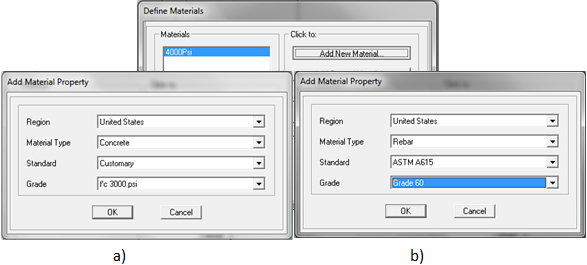 Define Materials
Materials
Click to:
4000Psi
Add New Material...
Add Material Property
Region
United States
Material Type
Concrete
Standard
Customary
Grade
f'c 3000 psi
OK
Cancel
Add Material Property
Region
United States
Material Type
Rebar
Standard
ASTM A615
Grade
Grade 60
OK
Cancel
a)
b)